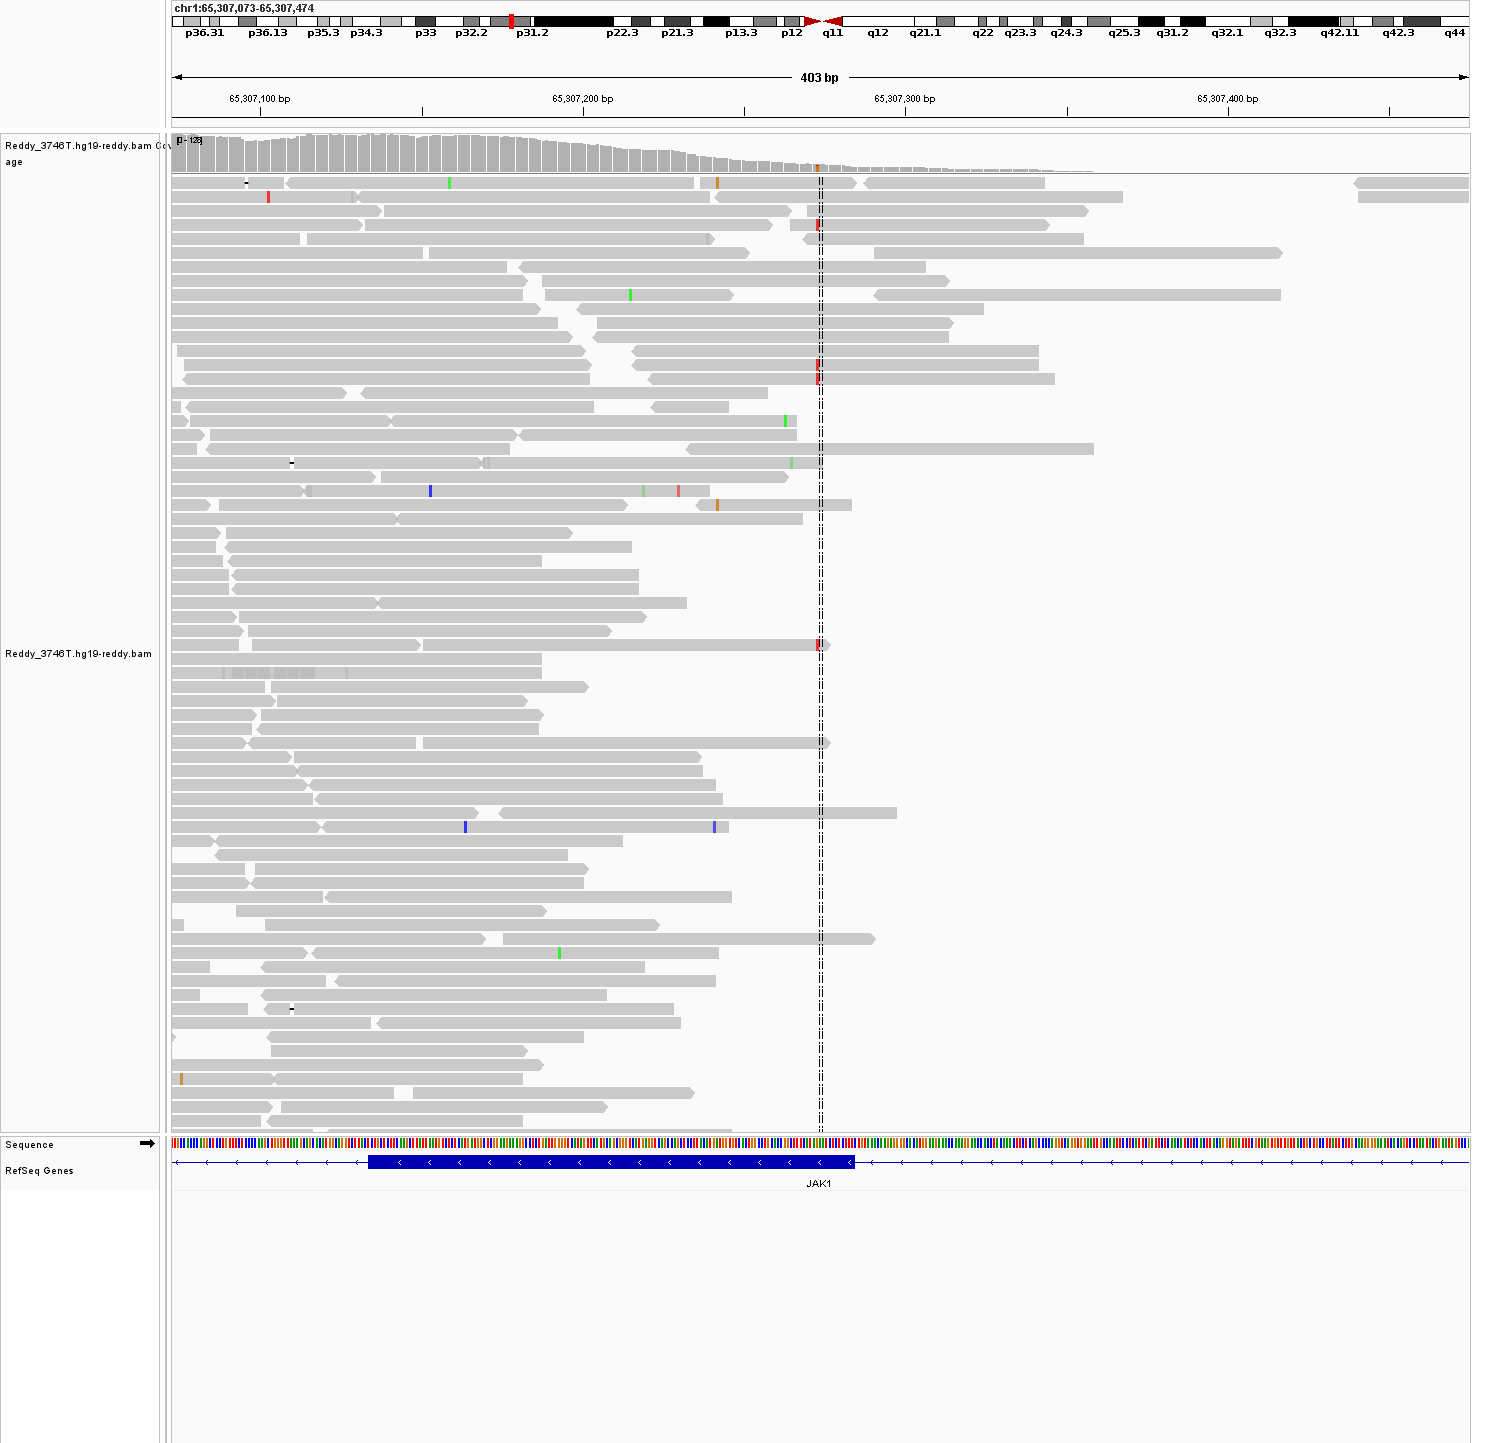 chr1:65,307,073-65,307,474
p36.31 p36.13 p35.3 p34.3 p33 p32.2 p31.2 p22.3 p21.3 p13.3 p12 q11 q12 q21.1 q22 q23.3 q24.3 q25.3 q31.2 q32.1 q32.3 q42.11 q42.3 q44
403 bp
65,307,100 bp 65,307,200 bp 65,307,300 bp 65,307,400 bp
Reddy_3746T.hg19-reddy.bam Cov
age
[0 - 128]
Reddy_3746T.hg19-reddy.bam
Sequence
RefSeq Genes
JAK1